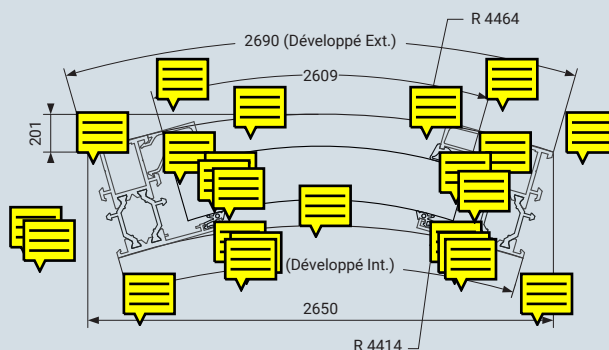 R 4464
2690 (Développé Ext.)
2609
201
(Développé Int.)
2650
R 4414